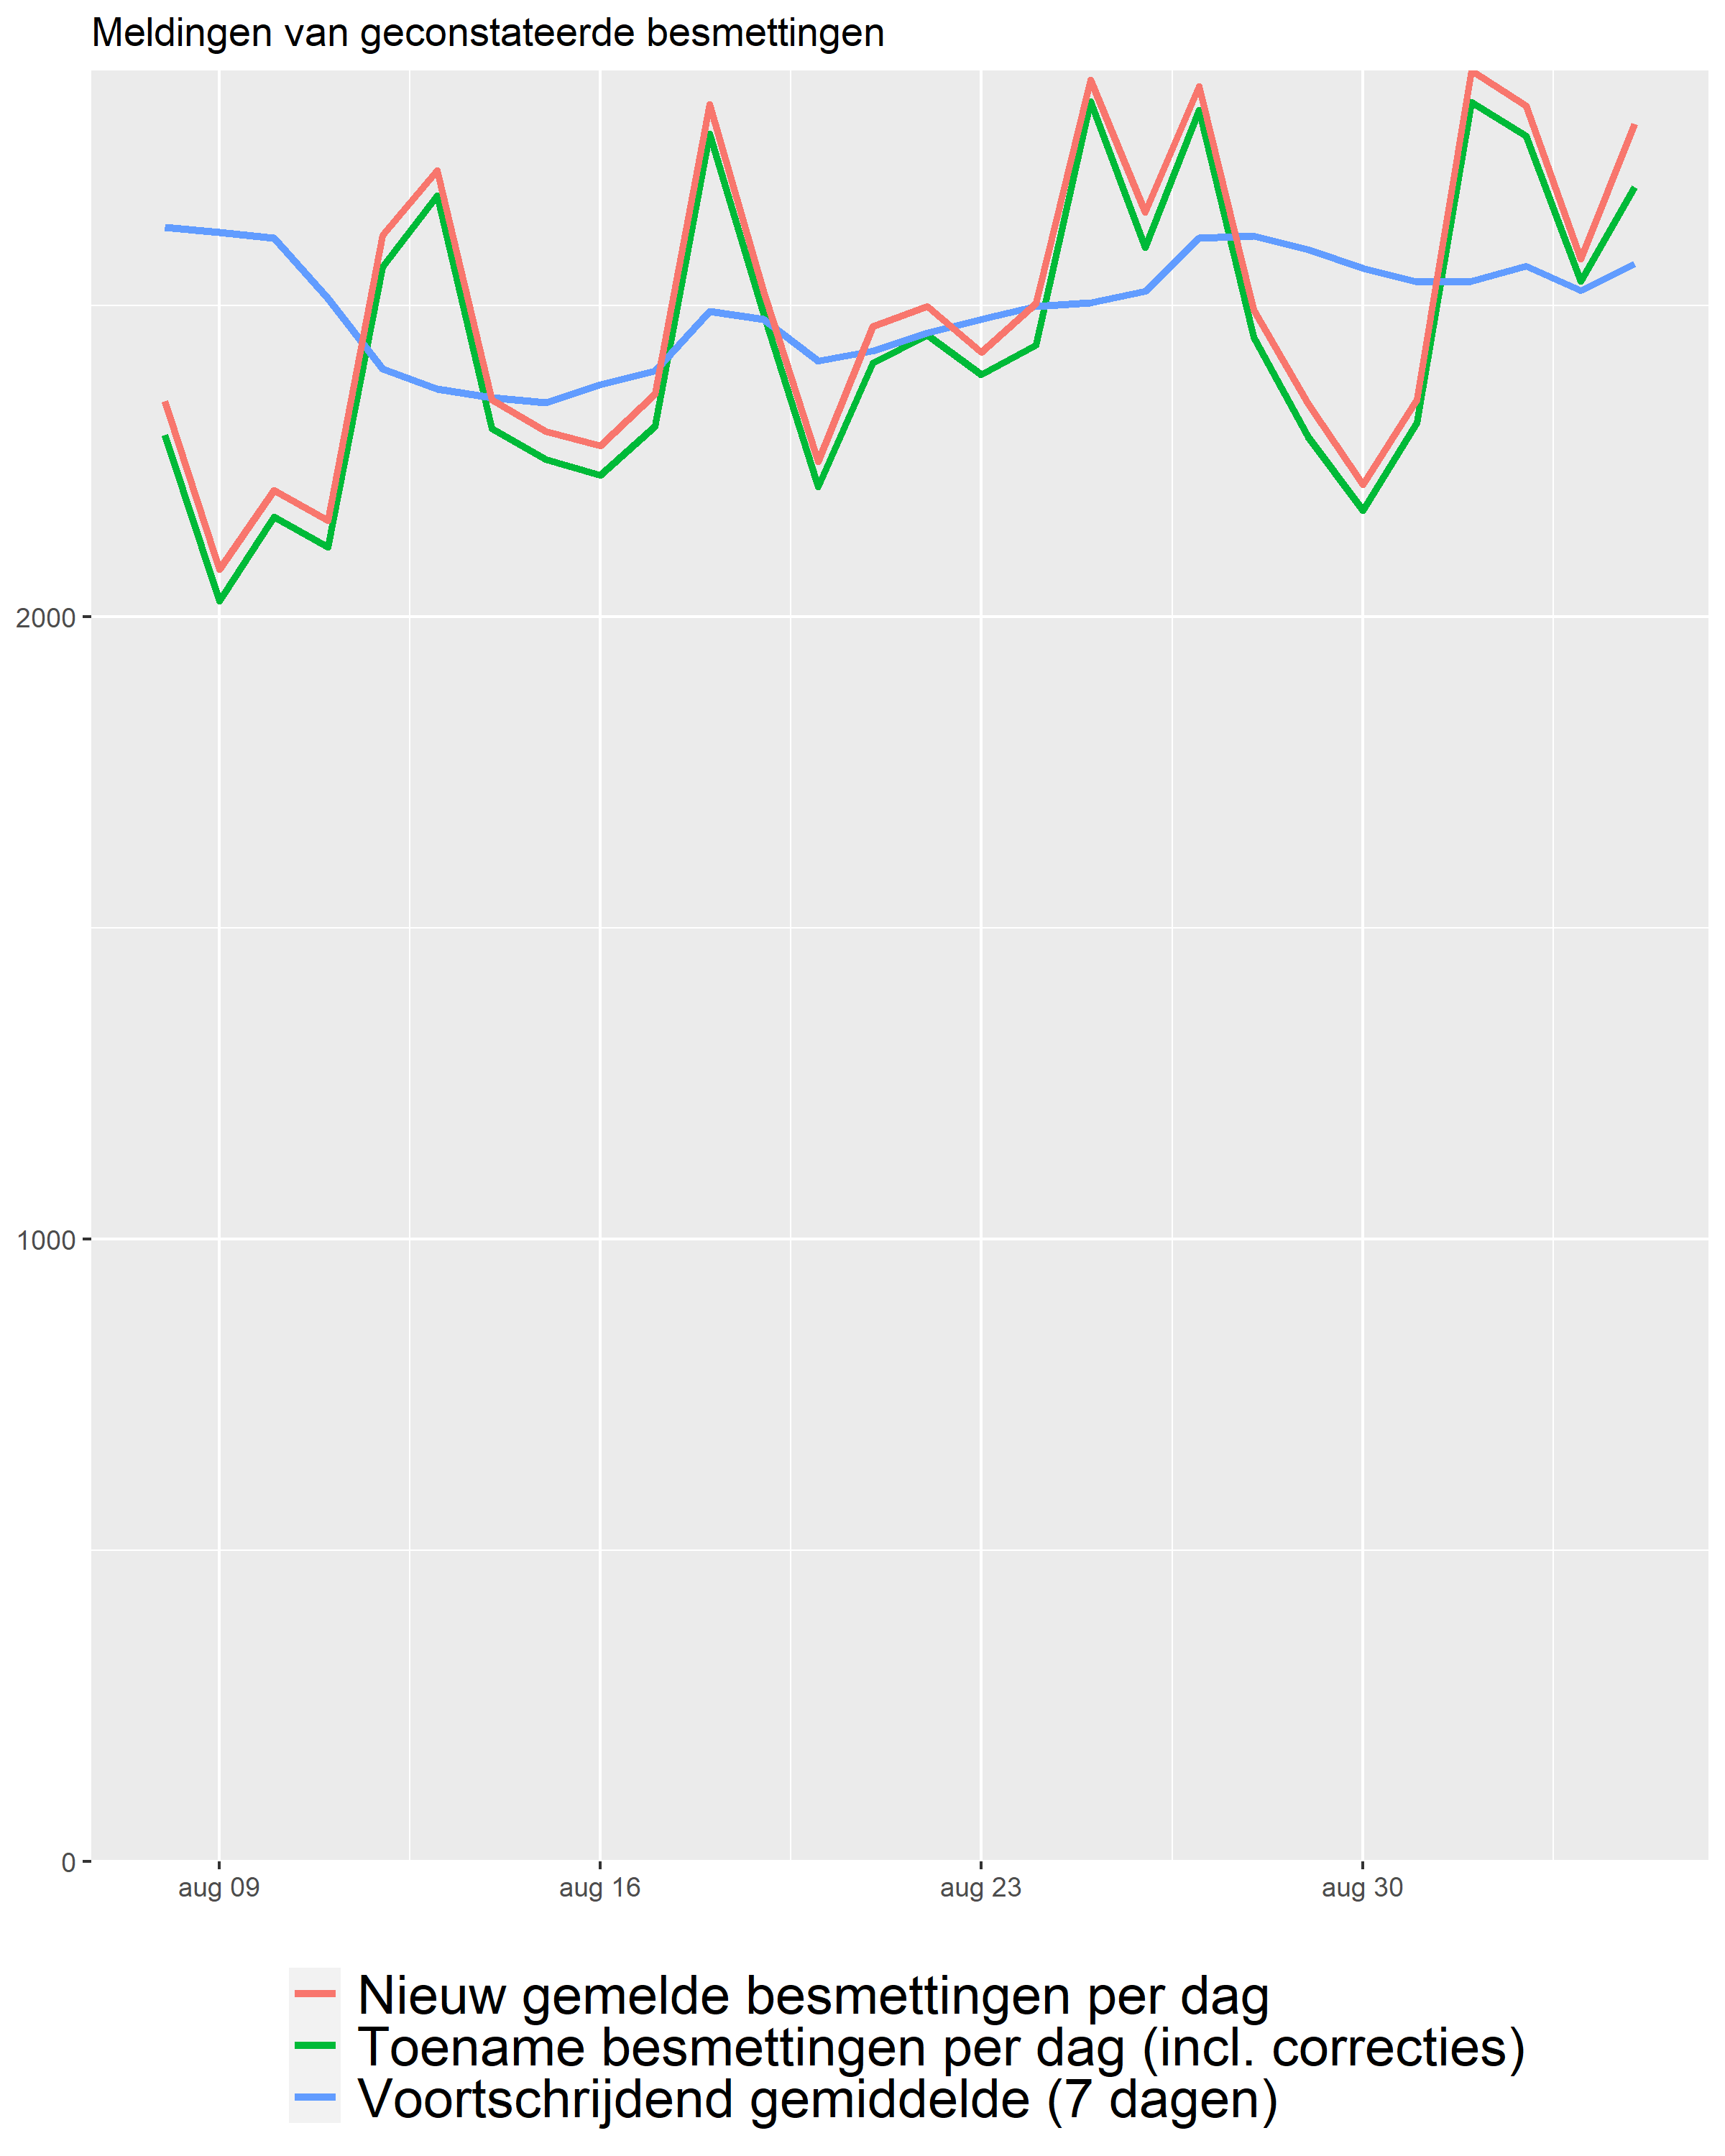 Meldingen van geconstateerde besmettingen
2000
1000
0
aug 09 aug 16 aug 23 aug 30
Nieuw gemelde besmettingen per dag
Toename besmettingen per dag (incl. correcties)
Voortschrijdend gemiddelde (7 dagen)